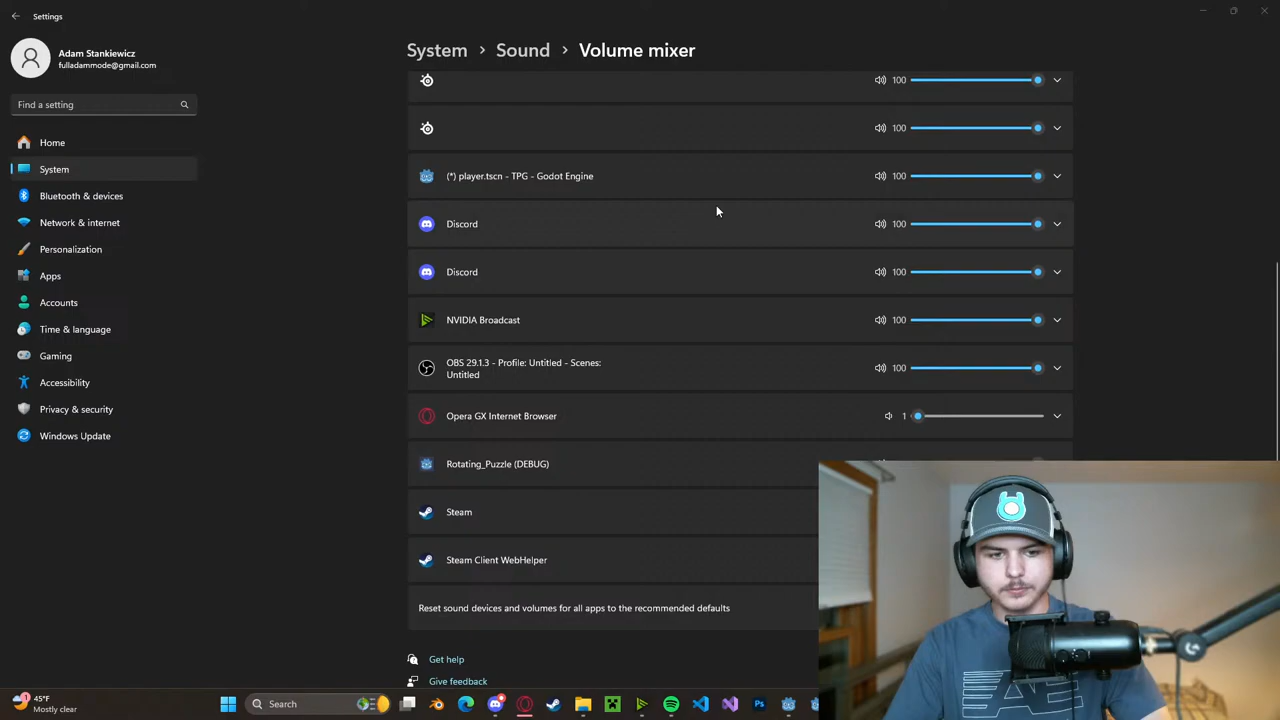 Settings
Adam Stankiewicz
fulladammode@gmail.com
Find a setting
Home
System
Bluetooth & devices
Network & internet
Personalization
Apps
Accounts
Time & language
Gaming
Accessibility
Privacy & security
Windows Update
System > Sound > Volume mixer
100
100
(*) player.tscn - TPG - Godot Engine 100
Discord 100
Discord 100
NVIDIA Broadcast 100
OBS 29.1.3 - Profile: Untitled - Scenes: 100
Untitled
Opera GX Internet Browser 1
Rotating_Puzzle (DEBUG)
Steam
Steam Client WebHelper
Reset sound devices and volumes for all apps to the recommended defaults
Get help
Give feedback
1
45°F
Mostly clear
Search